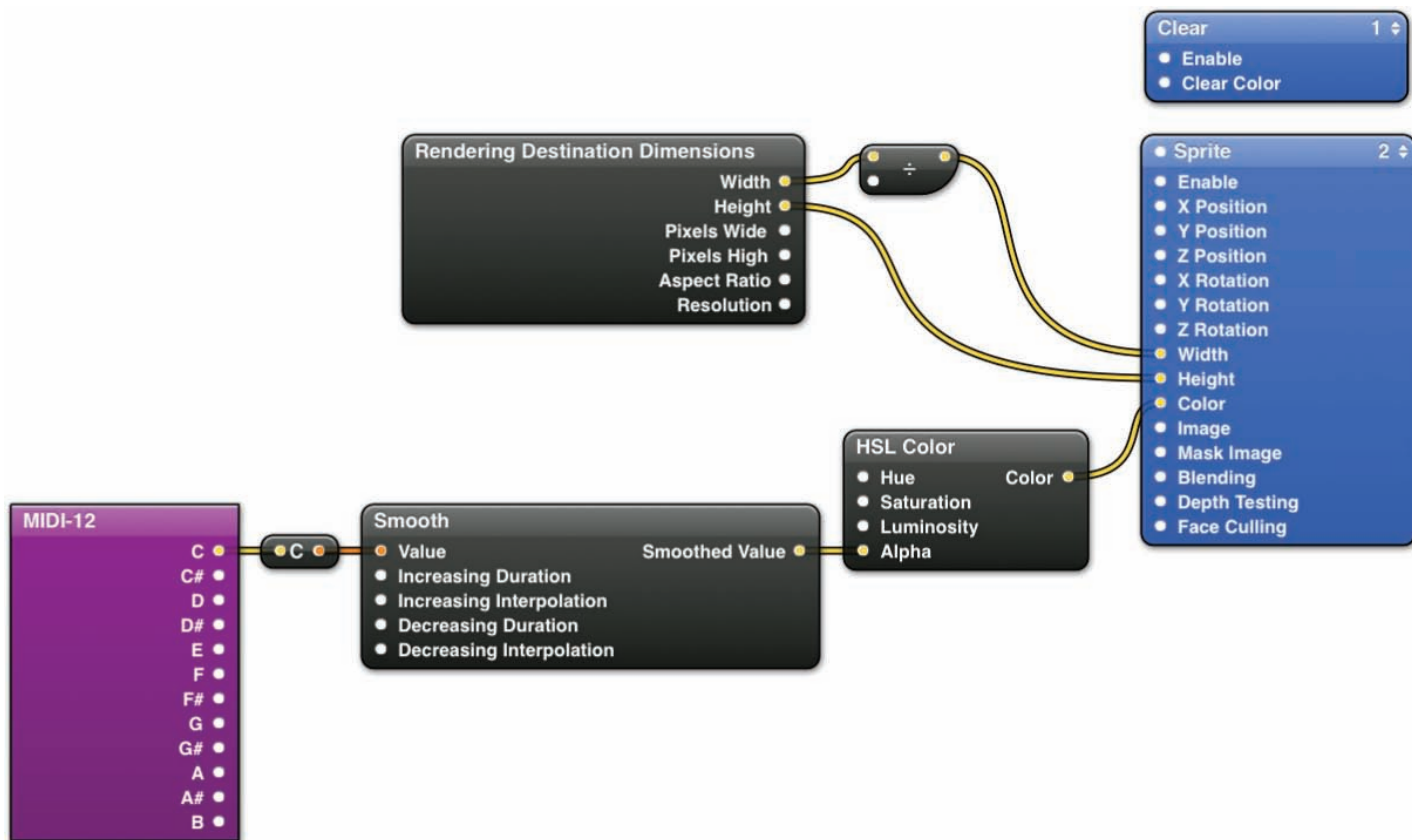 Clear 1
Enable
Clear Color
Rendering Destination Dimensions
Width
Height
Pixels Wide
Pixels High
Aspect Ratio
Resolution
÷
Sprite 2
Enable
X Position
Y Position
Z Position
X Rotation
Y Rotation
Z Rotation
Width
Height
Color
Image
Mask Image
Blending
Depth Testing
Face Culling
HSL Color
Hue Color
Saturation
Luminosity
Alpha
MIDI-12
C
C#
D
D#
E
F
F#
G
G#
A
A#
B
C
Smooth
Value Smoothed Value
Increasing Duration
Increasing Interpolation
Decreasing Duration
Decreasing Interpolation